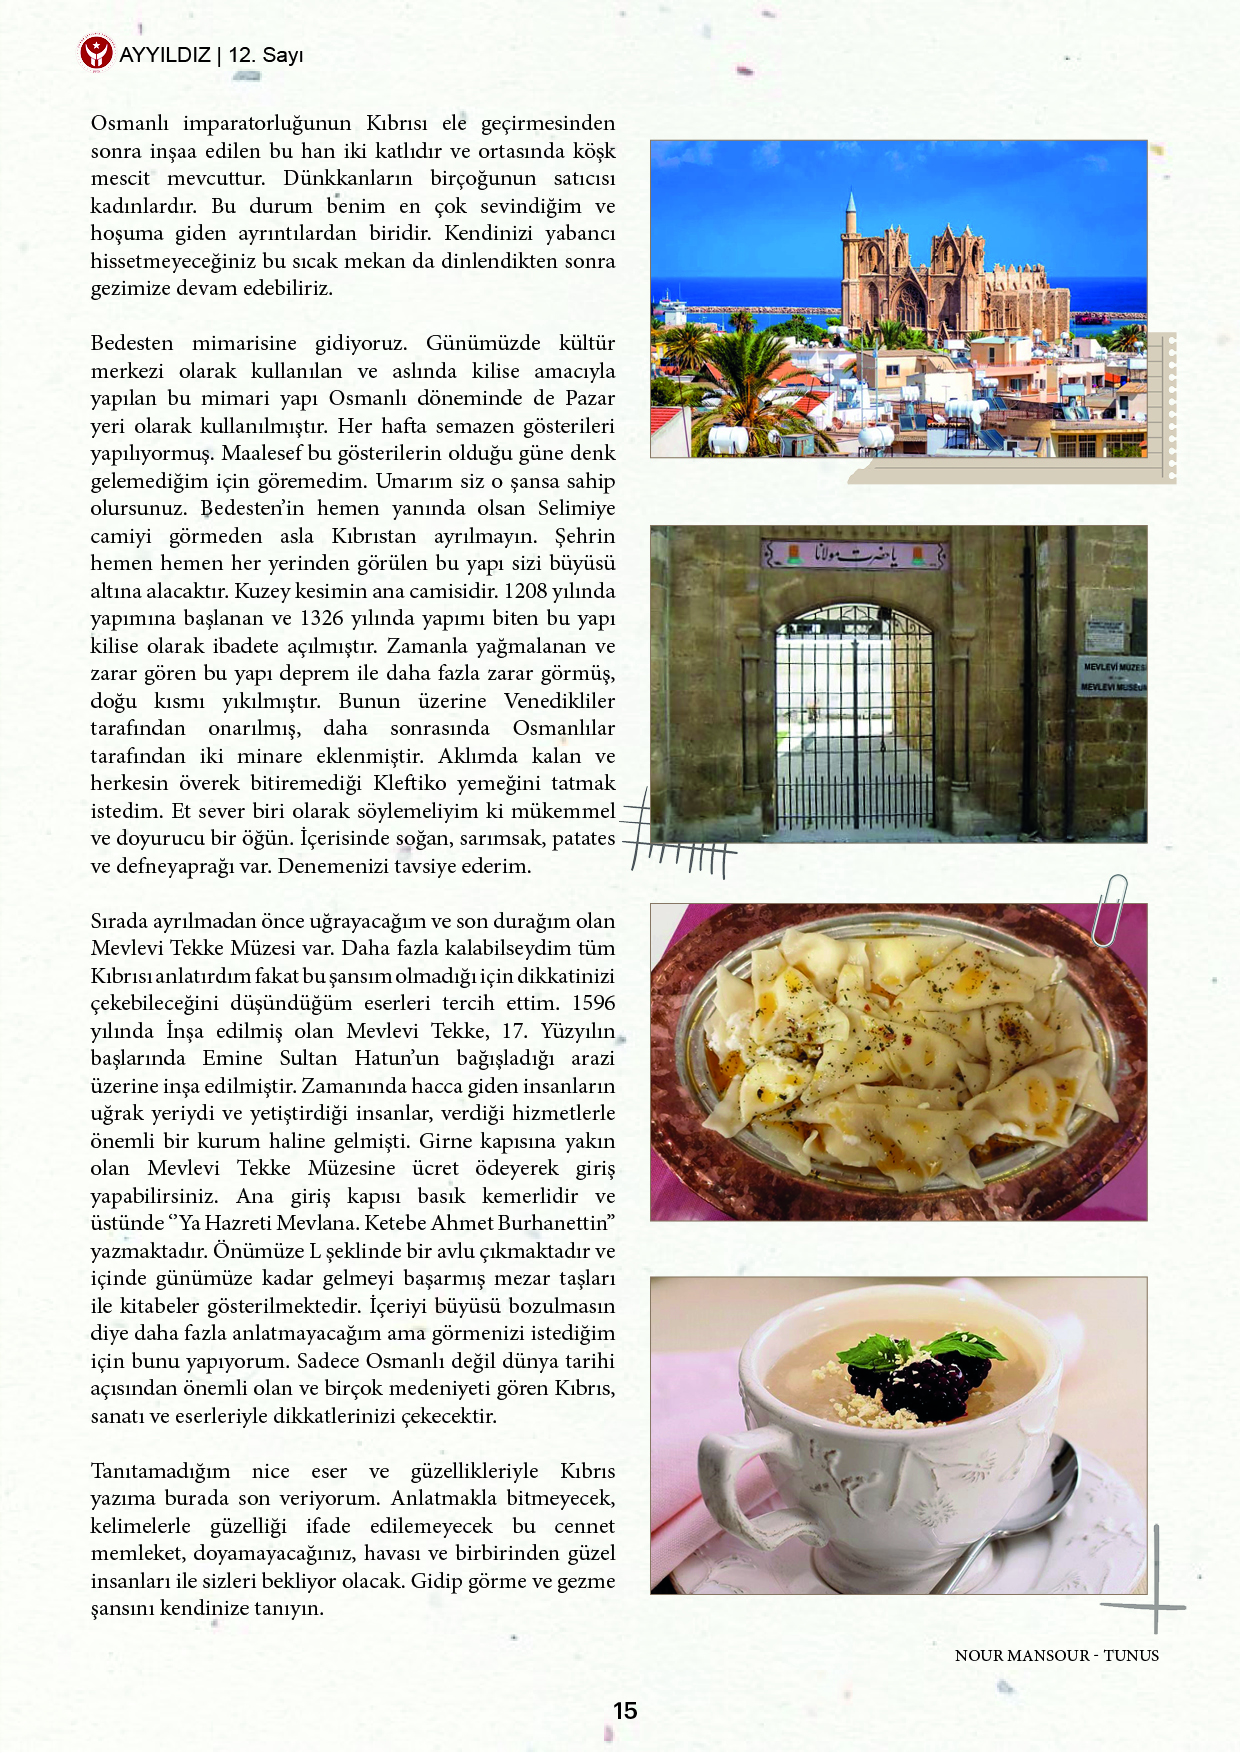 AYYILDIZ | 12. Sayı
Osmanlı imparatorluğunun Kıbrısı ele geçirmesinden
sonra inşaa edilen bu han iki katlıdır ve ortasında köşk
mescit mevcuttur. Dünkkanların birçoğunun satıcısı
kadınlardır. Bu durum benim en çok sevindiğim ve
hoşuma giden ayrıntılardan biridir. Kendinizi yabancı
hissetmeyeceğiniz bu sıcak mekan da dinlendikten sonra
gezimize devam edebiliriz.
Bedesten mimarisine gidiyoruz. Günümüzde kültür
merkezi olarak kullanılan ve aslında kilise amacıyla
yapılan bu mimari yapı Osmanlı döneminde de Pazar
yeri olarak kullanılmıştır. Her hafta semazen gösterileri
yapılıyormuş. Maalesef bu gösterilerin olduğu güne denk
gelemediğim için göremedim. Umarım siz o şansa sahip
olursunuz. Bedesten’in hemen yanında olsan Selimiye
camiyi görmeden asla Kıbrıstan ayrılmayın. Şehrin
hemen hemen her yerinden görülen bu yapı sizi büyüsü
altına alacaktır. Kuzey kesimin ana camisidir. 1208 yılında
yapımına başlanan ve 1326 yılında yapımı biten bu yapı
kilise olarak ibadete açılmıştır. Zamanla yağmalanan ve
zarar gören bu yapı deprem ile daha fazla zarar görmüş,
doğu kısmı yıkılmıştır. Bunun üzerine Venedikliler
tarafından onarılmış, daha sonrasında Osmanlılar
tarafından iki minare eklenmiştir. Aklımda kalan ve
herkesin överek bitiremediği Kleftiko yemeğini tatmak
istedim. Et sever biri olarak söylemeliyim ki mükemmel
ve doyurucu bir öğün. İçerisinde soğan, sarımsak, patates
ve defneyaprağı var. Denemenizi tavsiye ederim.
Sırada ayrılmadan önce uğrayacağım ve son durağım olan
Mevlevi Tekke Müzesi var. Daha fazla kalabilseydim tüm
Kıbrısı anlatırdım fakat bu şansım olmadığı için dikkatinizi
çekebileceğini düşündüğüm eserleri tercih ettim. 1596
yılında İnşa edilmiş olan Mevlevi Tekke, 17. Yüzyılın
başlarında Emine Sultan Hatun’un bağışladığı arazi
üzerine inşa edilmiştir. Zamanında hacca giden insanların
uğrak yeriydi ve yetiştirdiği insanlar, verdiği hizmetlerle
önemli bir kurum haline gelmişti. Girne kapısına yakın
olan Mevlevi Tekke Müzesine ücret ödeyerek giriş
yapabilirsiniz. Ana giriş kapısı basık kemerlidir ve
üstünde ‘’Ya Hazreti Mevlana. Ketebe Ahmet Burhanettin’’
yazmaktadır. Önümüze L şeklinde bir avlu çıkmaktadır ve
içinde günümüze kadar gelmeyi başarmış mezar taşları
ile kitabeler gösterilmektedir. İçeriyi büyüsü bozulmasın
diye daha fazla anlatmayacağım ama görmenizi istediğim
için bunu yapıyorum. Sadece Osmanlı değil dünya tarihi
açısından önemli olan ve birçok medeniyeti gören Kıbrıs,
sanatı ve eserleriyle dikkatlerinizi çekecektir.
Tanıtamadığım nice eser ve güzellikleriyle Kıbrıs
yazıma burada son veriyorum. Anlatmakla bitmeyecek,
kelimelerle güzelliği ifade edilemeyecek bu cennet
memleket, doyamayacağınız, havası ve birbirinden güzel
insanları ile sizleri bekliyor olacak. Gidip görme ve gezme
şansını kendinize tanıyın.
يا حضرت مولانا
MEVLEVİ MÜZES
MEVLEVI MUSEUM
NOUR MANSOUR - TUNUS
15